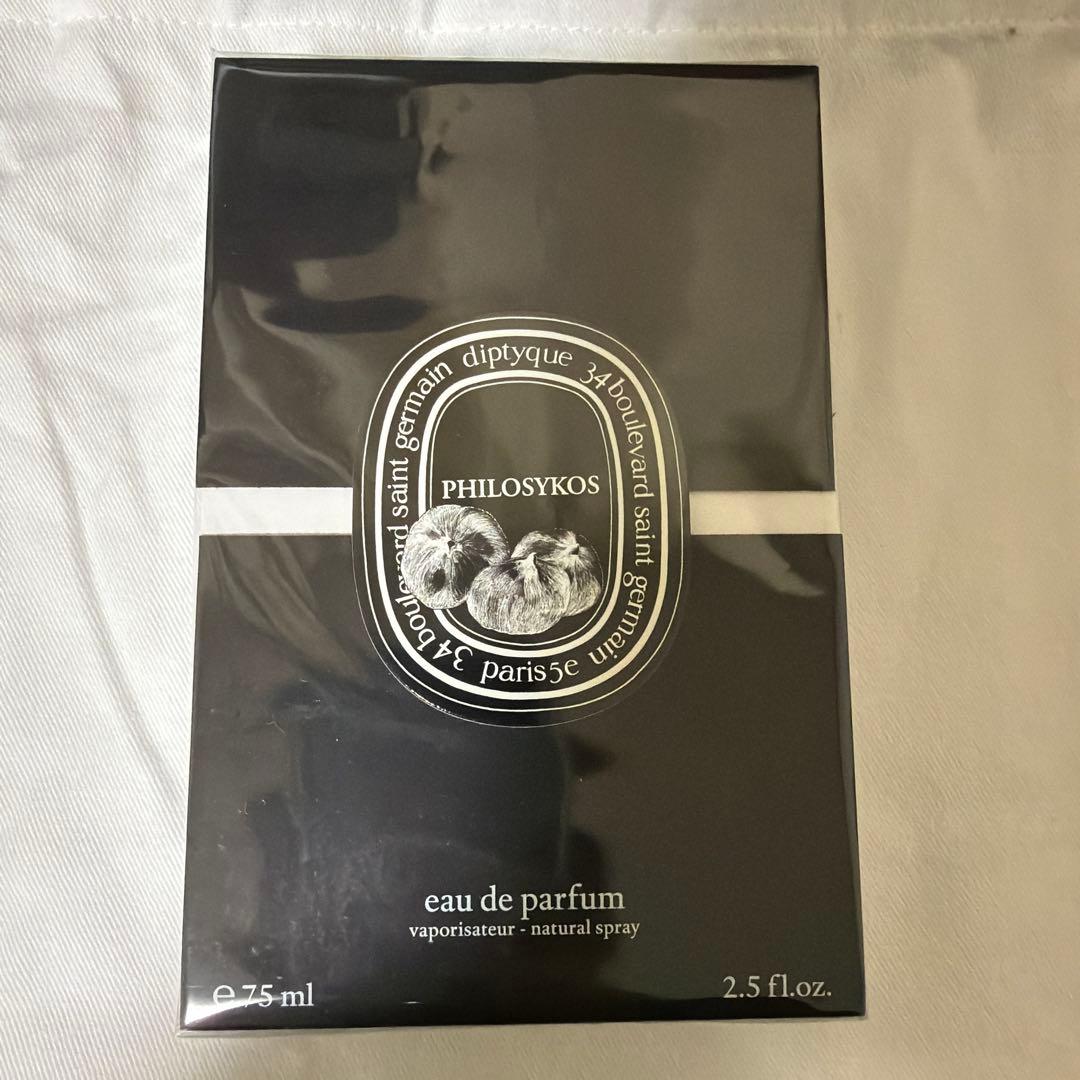 diptyque 34 boulevard saint germain paris5e 34 boulevard saint germain
PHILOSYKOS
eau de parfum
vaporisateur - natural spray
e 75 ml
2.5 fl.oz.